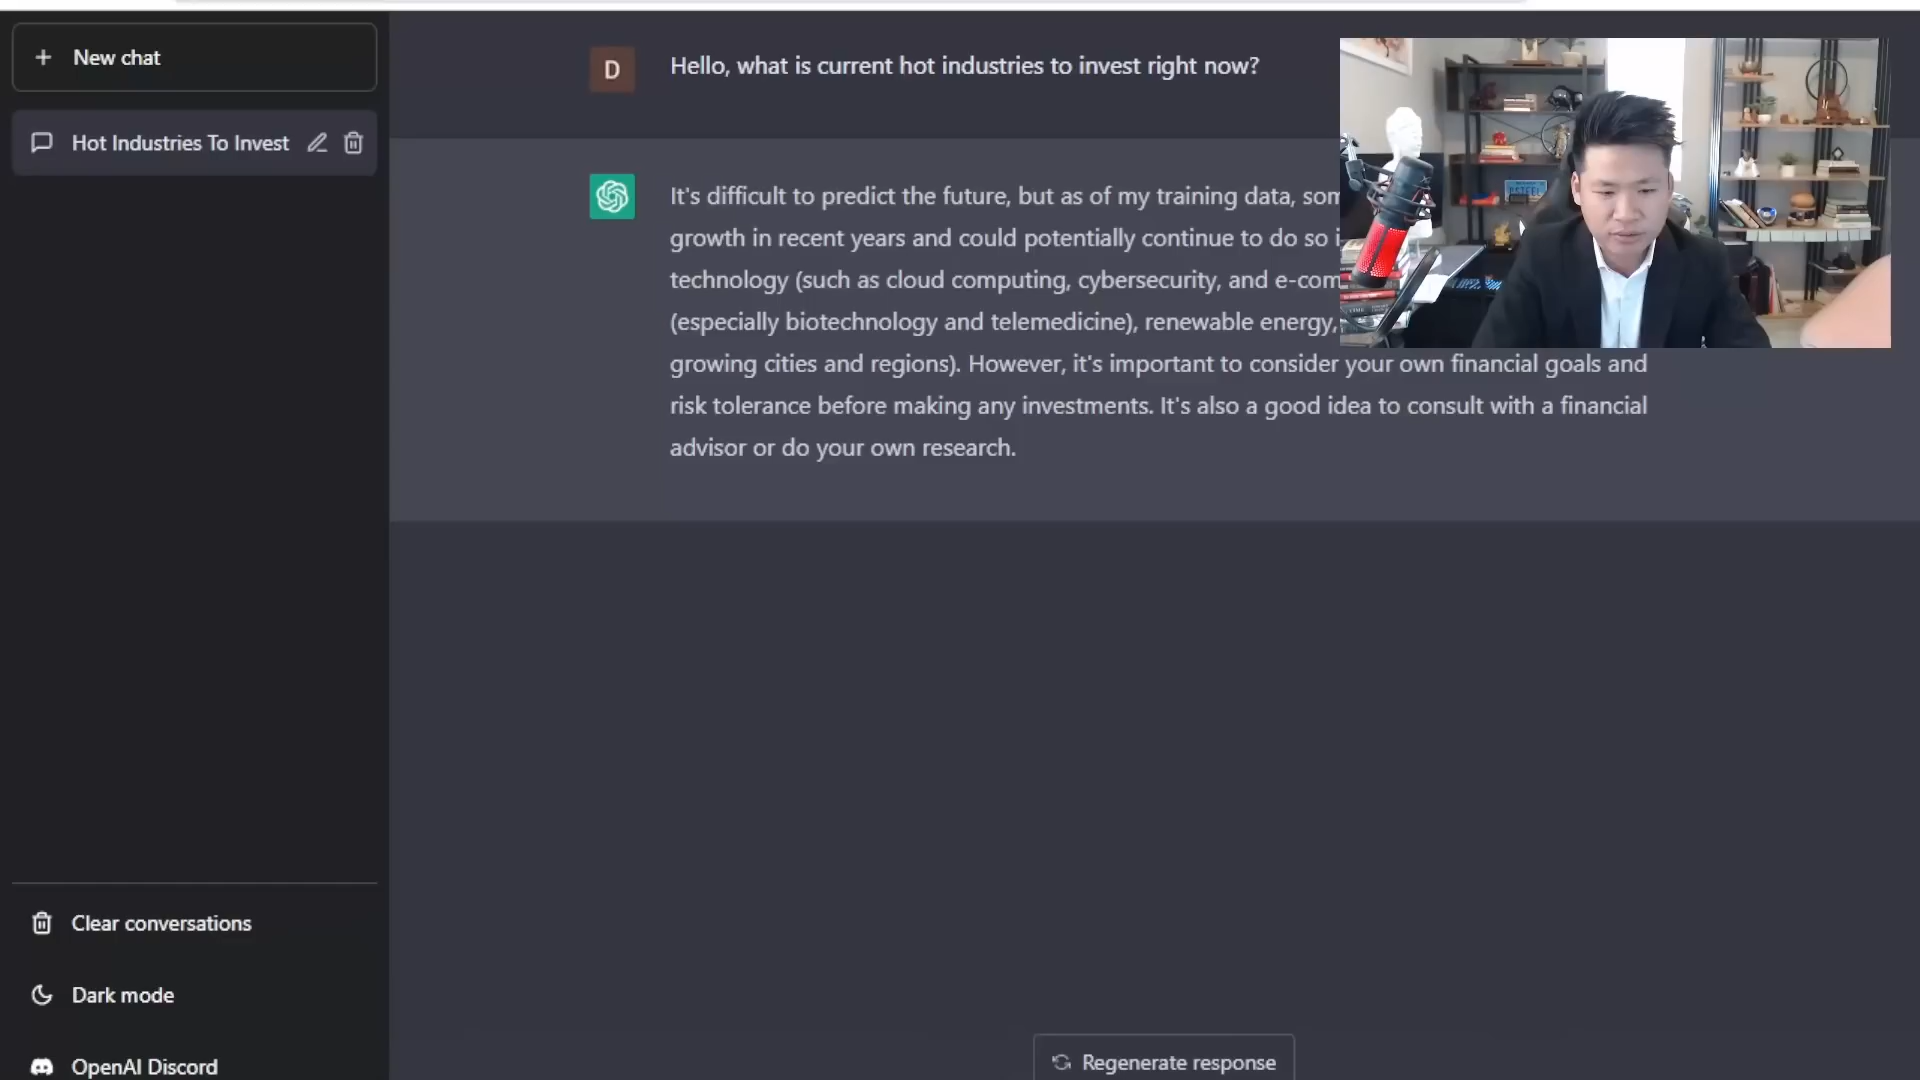 New chat
Hot Industries To Invest
Clear conversations
Dark mode
OpenAI Discord
D
Hello, what is current hot industries to invest right now?
It's difficult to predict the future, but as of my training data,
growth in recent years and could potentially continue to do so
technology (such as cloud computing, cybersecurity, and
(especially biotechnology and telemedicine), renewable energy,
growing cities and regions). However, it's important to consider your own financial goals and
risk tolerance before making any investments. It's also a good idea to consult with a financial
advisor or do your own research.
Regenerate response